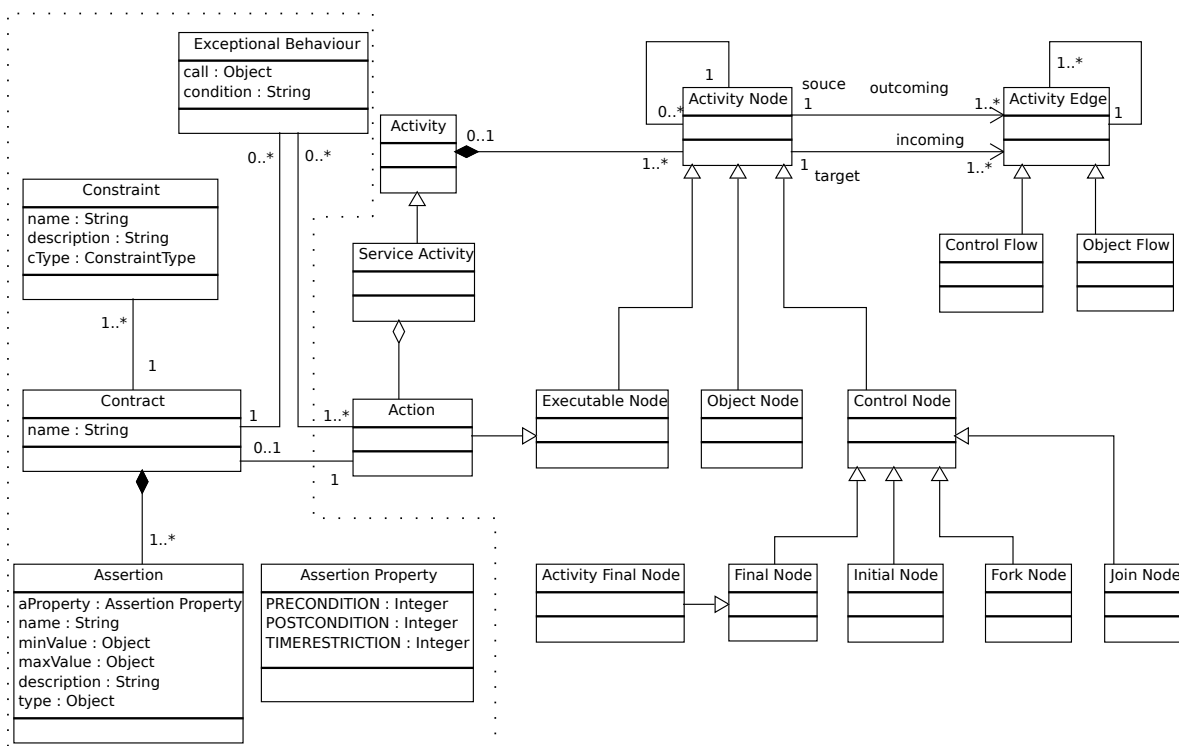 Exceptional Behaviour
call : Object
condition : String
0..*
0..*
Activity
0..1
1..*
Activity Node
1
0..*
souce
1
outcoming
1..*
incoming
1
target
1..*
Activity Edge
1..*
1
Constraint
name : String
description : String
cType : ConstraintType
1..*
1
Service Activity
Control Flow
Object Flow
Contract
name : String
1
0..1
1..*
1
Action
Executable Node
Object Node
Control Node
1..*
Assertion
aProperty : Assertion Property
name : String
minValue : Object
maxValue : Object
description : String
type : Object
Assertion Property
PRECONDITION : Integer
POSTCONDITION : Integer
TIMERESTRICTION : Integer
Activity Final Node
Final Node
Initial Node
Fork Node
Join Node